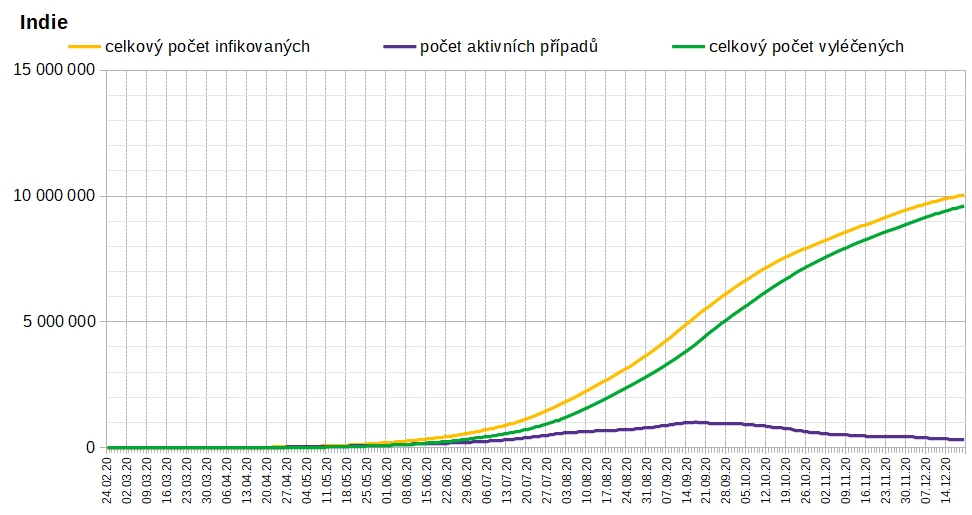 Indie
celkový počet infikovaných počet aktivních případů celkový počet vyléčených
15 000 000
10 000 000
5 000 000
0
24.02.20 02.03.20 09.03.20 16.03.20 23.03.20 30.03.20 06.04.20 13.04.20 20.04.20 27.04.20 04.05.20 11.05.20 18.05.20 25.05.20 01.06.20 08.06.20 15.06.20 22.06.20 29.06.20 06.07.20 13.07.20 20.07.20 27.07.20 03.08.20 10.08.20 17.08.20 24.08.20 31.08.20 07.09.20 14.09.20 21.09.20 28.09.20 05.10.20 12.10.20 19.10.20 26.10.20 02.11.20 09.11.20 16.11.20 23.11.20 30.11.20 07.12.20 14.12.20